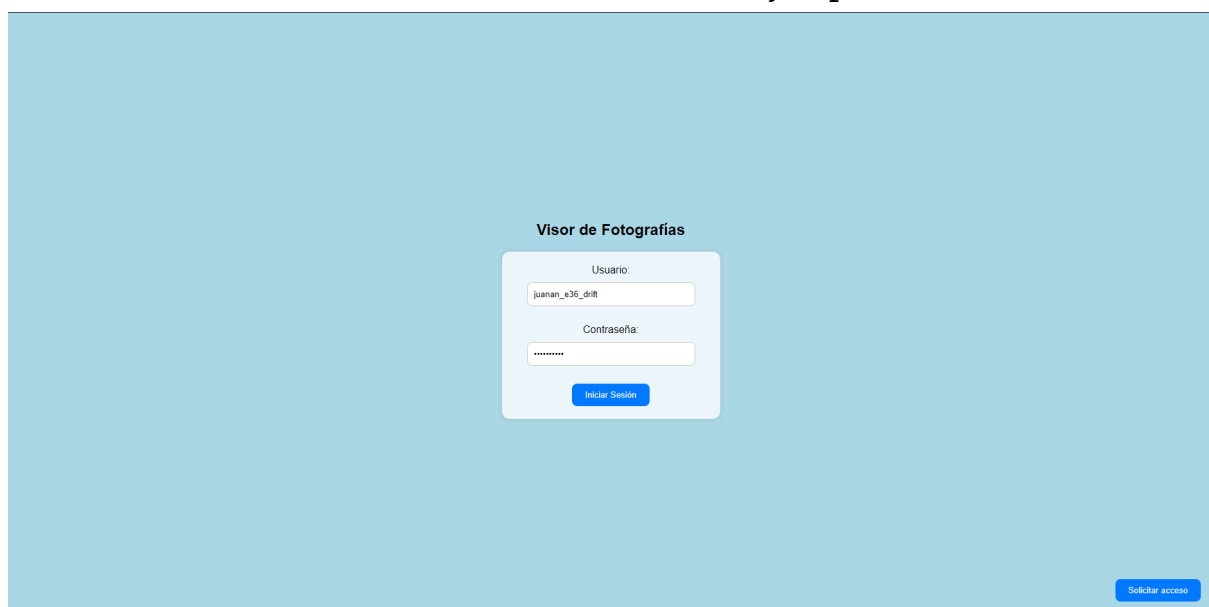 Visor de Fotografías
Usuario:
juanan_e36_drift
Contraseña:
••••••••••
Iniciar Sesión
Solicitar acceso